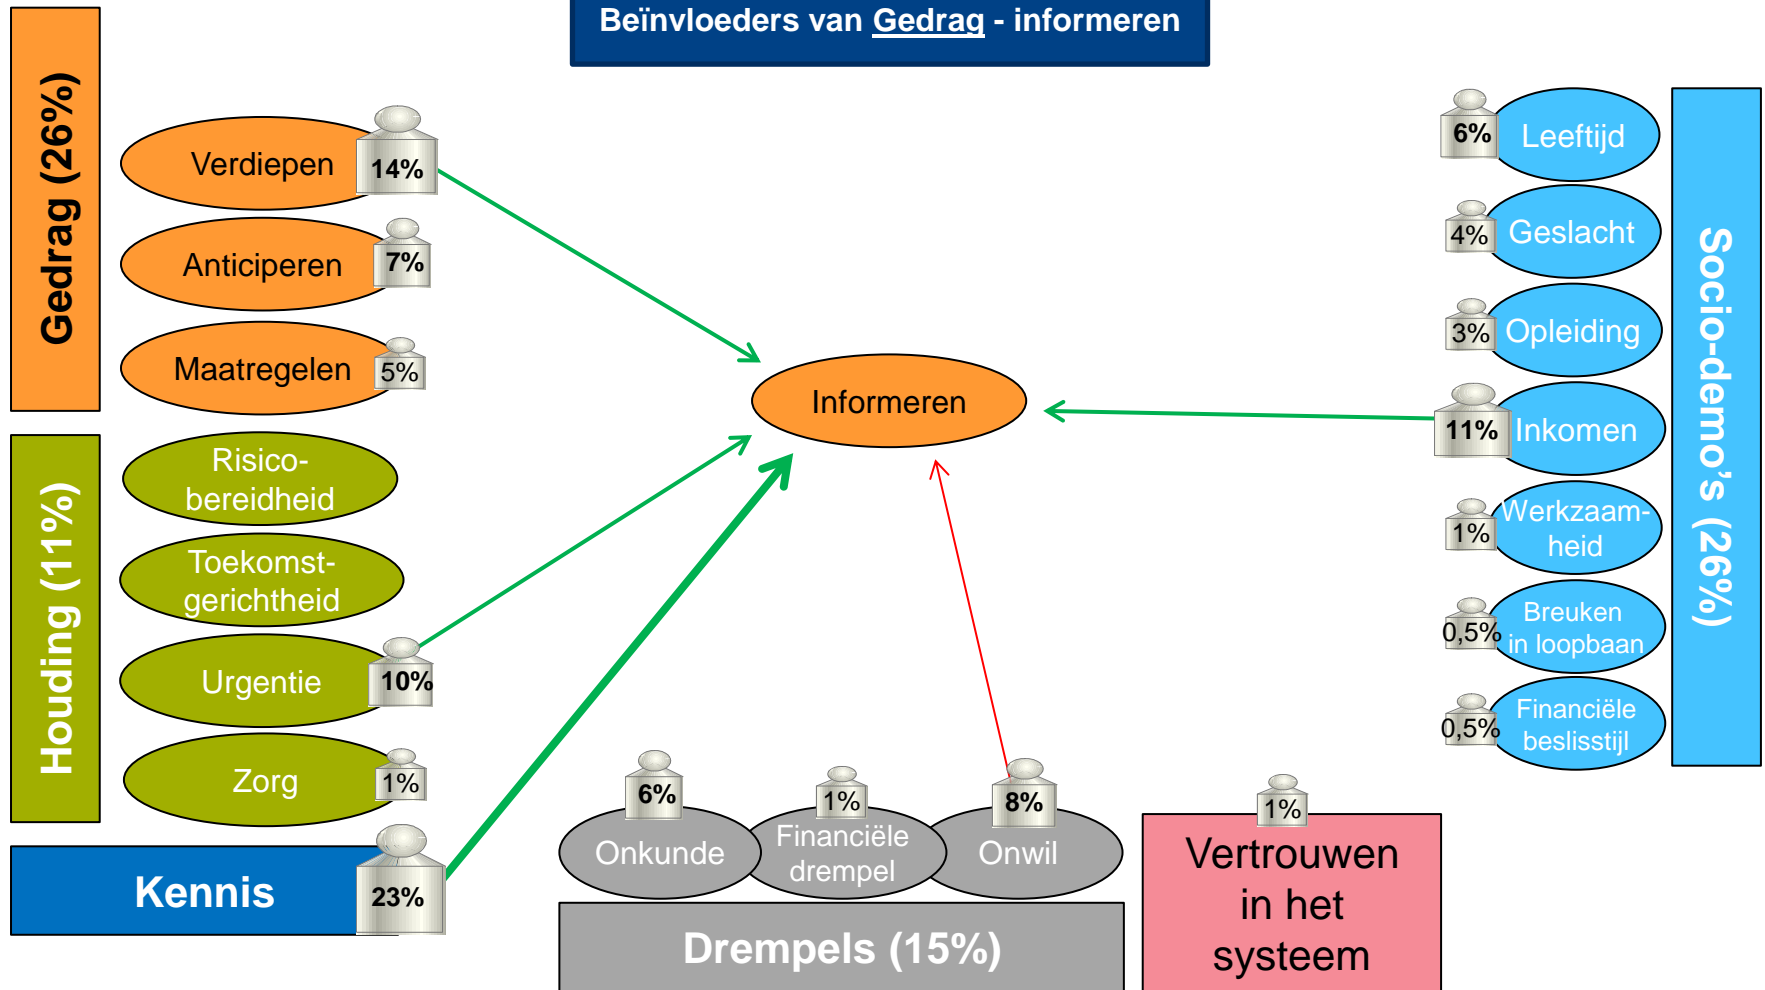 Beïnvloeders van Gedrag - informeren
Gedrag (26%)
Verdiepen
14%
Anticiperen
7%
Maatregelen
5%
Houding (11%)
Risico-
bereidheid
Toekomst-
gerichtheid
Urgentie
10%
Zorg
1%
Kennis
23%
Informeren
6%
Onkunde
1%
Financiële
drempel
8%
Onwil
Drempels (15%)
1%
Vertrouwen
in het
systeem
6%
Leeftijd
4%
Geslacht
3%
Opleiding
11%
Inkomen
1%
Werkzaam-
heid
0,5%
Breuken
in loopbaan
0,5%
Financiële
beslisstijl
Socio-demo’s (26%)